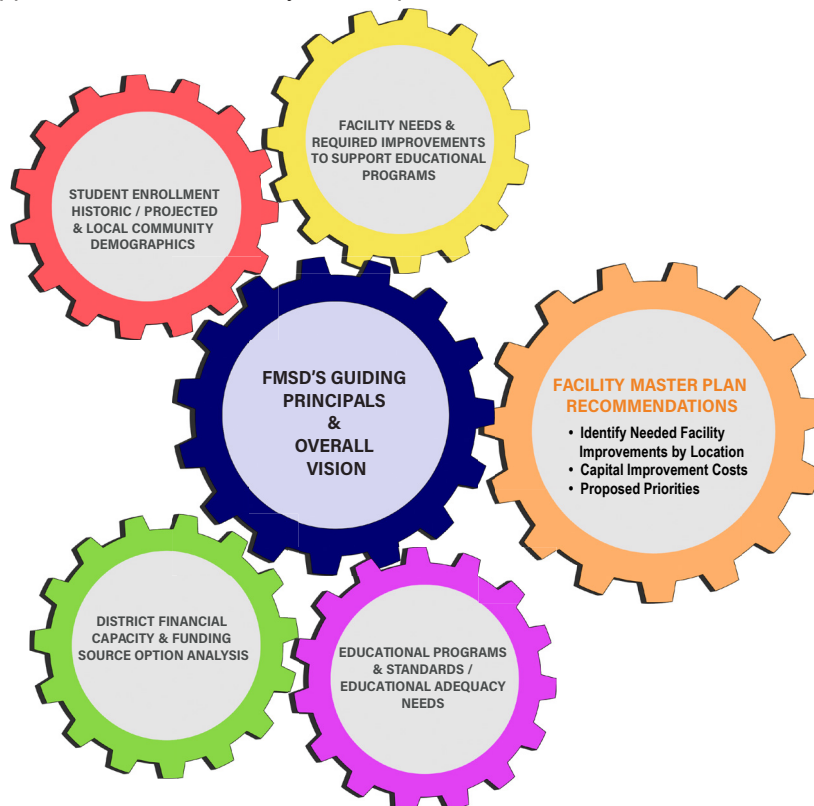 FACILITY NEEDS &
REQUIRED IMPROVEMENTS
TO SUPPORT EDUCATIONAL
PROGRAMS
STUDENT ENROLLMENT
HISTORIC / PROJECTED
& LOCAL COMMUNITY
DEMOGRAPHICS
FMSD'S GUIDING
PRINCIPALS
&
OVERALL
VISION
FACILITY MASTER PLAN
RECOMMENDATIONS
• Identify Needed Facility
Improvements by Location
• Capital Improvement Costs
• Proposed Priorities
DISTRICT FINANCIAL
CAPACITY & FUNDING
SOURCE OPTION ANALYSIS
EDUCATIONAL PROGRAMS
& STANDARDS /
EDUCATIONAL ADEQUACY
NEEDS